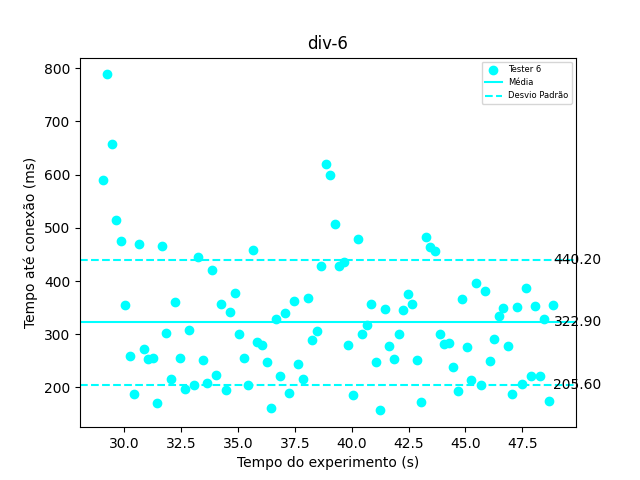 div-6
Tempo até conexão (ms)
800
700
600
500
400
300
200
Tester 6
Média
Desvio Padrão
440.20
322.90
205.60
30.0 32.5 35.0 37.5 40.0 42.5 45.0 47.5
Tempo do experimento (s)